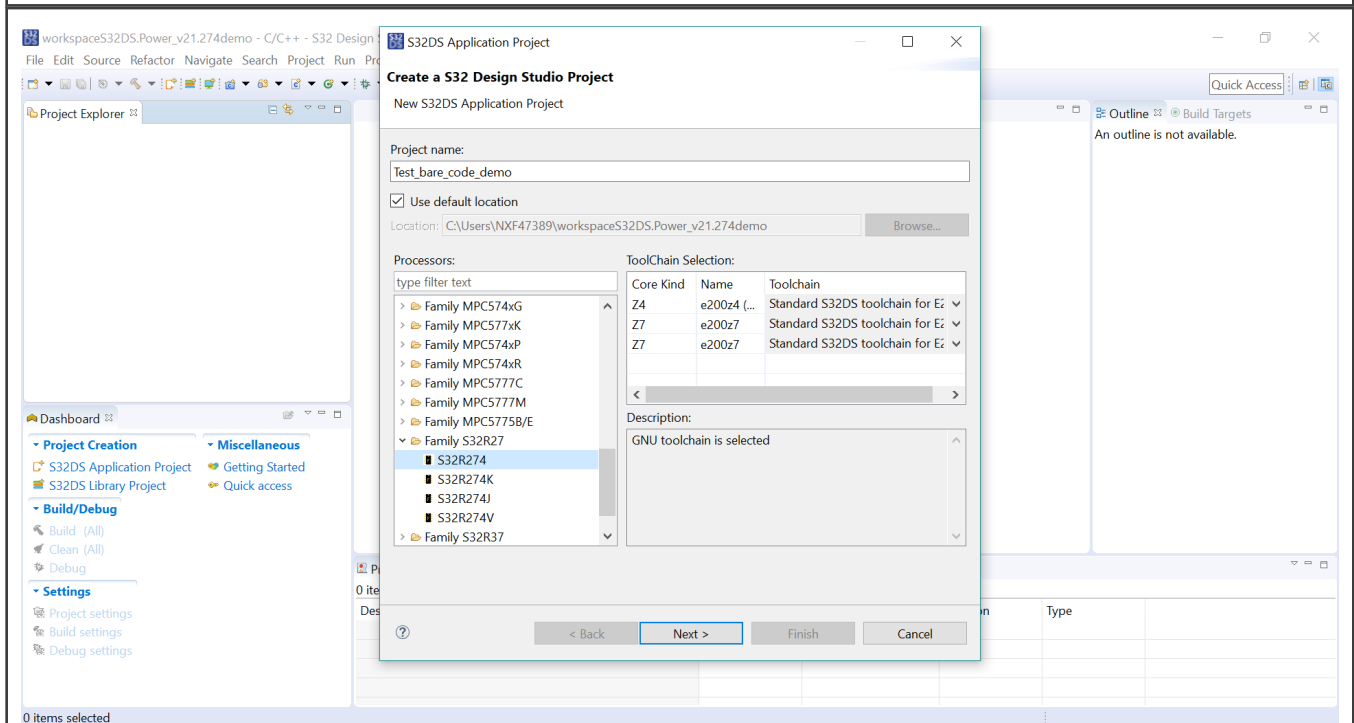 workspaceS32DS.Power_v21.274demo - C/C++ - S32 Design
File Edit Source Refactor Navigate Search Project Run
Quick Access
Project Explorer
Outline
Build Targets
An outline is not available.
Dashboard
Project Creation
Miscellaneous
S32DS Application Project
Getting Started
S32DS Library Project
Quick access
Build/Debug
Build (All)
Clean (All)
Debug
Settings
Project settings
Build settings
Debug settings
0 items selected
Type
S32DS Application Project
Create a S32 Design Studio Project
New S32DS Application Project
Project name:
Test_bare_code_demo
Use default location
Location: C:\Users\NXF47389\workspaceS32DS.Power_v21.274demo
Browse...
Processors:
type filter text
Family MPC574xG
Family MPC577xK
Family MPC574xP
Family MPC574xR
Family MPC5777C
Family MPC5777M
Family MPC5775B/E
Family S32R27
S32R274
S32R274K
S32R274J
S32R274V
Family S32R37
ToolChain Selection:
Core Kind Name Toolchain
Z4 e200z4 (... Standard S32DS toolchain for E2
Z7 e200z7 Standard S32DS toolchain for E2
Z7 e200z7 Standard S32DS toolchain for E2
Description:
GNU toolchain is selected
< Back
Next >
Finish
Cancel